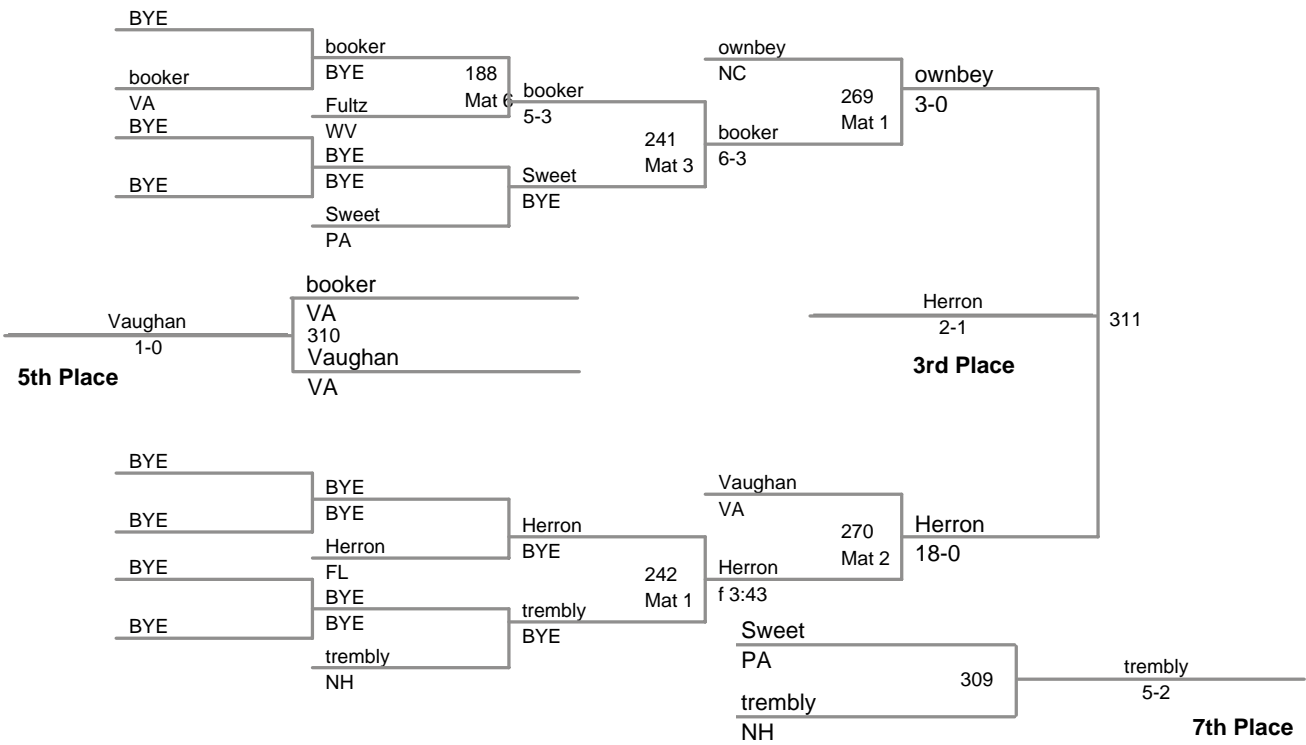 BYE
booker
VA
BYE
BYE
booker
BYE
Fultz
WV
BYE
BYE
Sweet
PA
188
Mat 6
booker
5-3
Sweet
BYE
241
Mat 3
ownbey
NC
booker
6-3
269
Mat 1
ownbey
3-0
Vaughan
1-0
5th Place
booker
VA
310
Vaughan
VA
Herron
2-1
3rd Place
311
BYE
BYE
BYE
BYE
BYE
BYE
Herron
FL
BYE
BYE
trembly
NH
Herron
BYE
trembly
BYE
242
Mat 1
Vaughan
VA
Herron
f 3:43
270
Mat 2
Herron
18-0
Sweet
PA
trembly
NH
309
trembly
5-2
7th Place